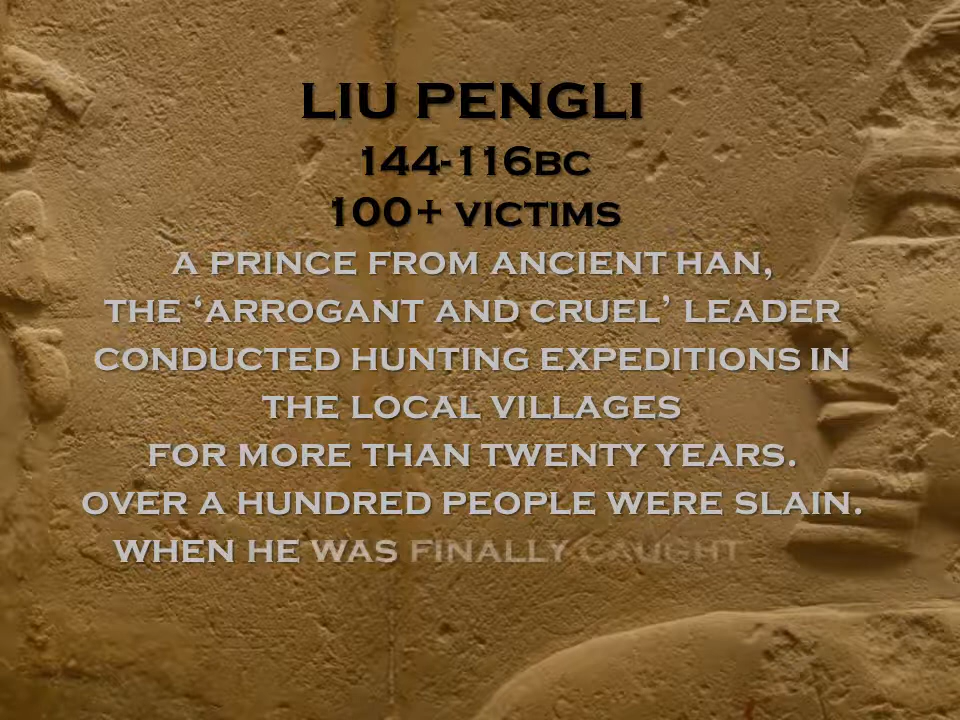 LIU PENGLI
144-116BC
100+ VICTIMS
A PRINCE FROM ANCIENT HAN,
THE ‘ARROGANT AND CRUEL’ LEADER
CONDUCTED HUNTING EXPEDITIONS IN
THE LOCAL VILLAGES
FOR MORE THAN TWENTY YEARS.
OVER A HUNDRED PEOPLE WERE SLAIN.
WHEN HE WAS FINALLY CAUGHT